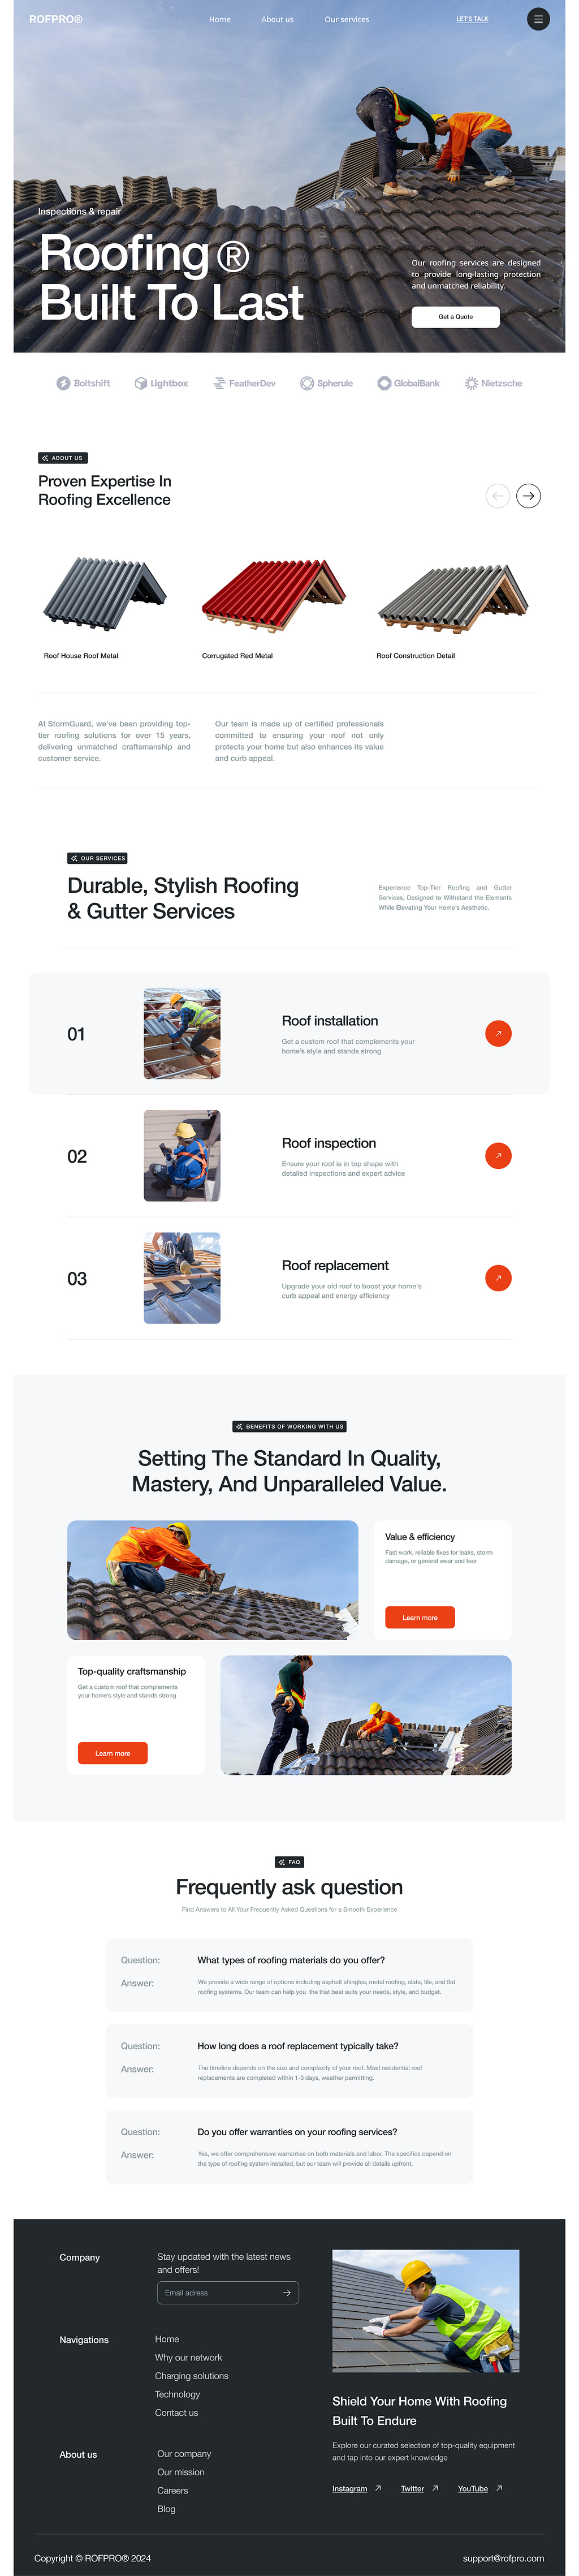 ROFPRO®
Home
About us
Our services
LET'S TALK
Inspections & repair
Roofing®
Built To Last
Our roofing services are designed
to provide long-lasting protection
and unmatched reliability.
Get a Quote
Boltshift
Lightbox
FeatherDev
Spherule
GlobalBank
Nietzsche
ABOUT US
Proven Expertise In
Roofing Excellence
Roof House Roof Metal
Corrugated Red Metal
Roof Construction Detail
At StormGuard, we've been providing top-
tier roofing solutions for over 15 years,
delivering unmatched craftsmanship and
customer service.
Our team is made up of certified professionals
committed to ensuring your roof not only
protects your home but also enhances its value
and curb appeal.
OUR SERVICES
Durable, Stylish Roofing
& Gutter Services
Experience Top-Tier Roofing and Gutter
Services, Designed to Withstand the Elements
While Elevating Your Home's Aesthetic.
01
Roof installation
Get a custom roof that complements your
home's style and stands strong
02
Roof inspection
Ensure your roof is in top shape with
detailed inspections and expert advice
03
Roof replacement
Upgrade your old roof to boost your home's
curb appeal and energy efficiency
BENEFITS OF WORKING WITH US
Setting The Standard In Quality,
Mastery, And Unparalleled Value.
Value & efficiency
Fast work, reliable fixes for leaks, storm
damage, or general wear and tear
Learn more
Top-quality craftsmanship
Get a custom roof that complements
your home's style and stands strong
Learn more
FAQ
Frequently ask question
Find Answers to All Your Frequently Asked Questions for a Smooth Experience
Question:
What types of roofing materials do you offer?
Answer:
We provide a wide range of options including asphalt shingles, metal roofing, slate, tile, and flat
roofing systems. Our team can help you the that best suits your needs, style, and budget.
Question:
How long does a roof replacement typically take?
Answer:
The timeline depends on the size and complexity of your roof. Most residential roof
replacements are completed within 1-3 days, weather permitting.
Question:
Do you offer warranties on your roofing services?
Answer:
Yes, we offer comprehensive warranties on both materials and labor. The specifics depend on
the type of roofing system installed, but our team will provide all details upfront.
Company
Stay updated with the latest news
and offers!
Email adress
Navigations
Home
Why our network
Charging solutions
Technology
Contact us
About us
Our company
Our mission
Careers
Blog
Shield Your Home With Roofing
Built To Endure
Explore our curated selection of top-quality equipment
and tap into our expert knowledge
Instagram
Twitter
YouTube
Copyright © ROFPRO® 2024
support@rofpro.com